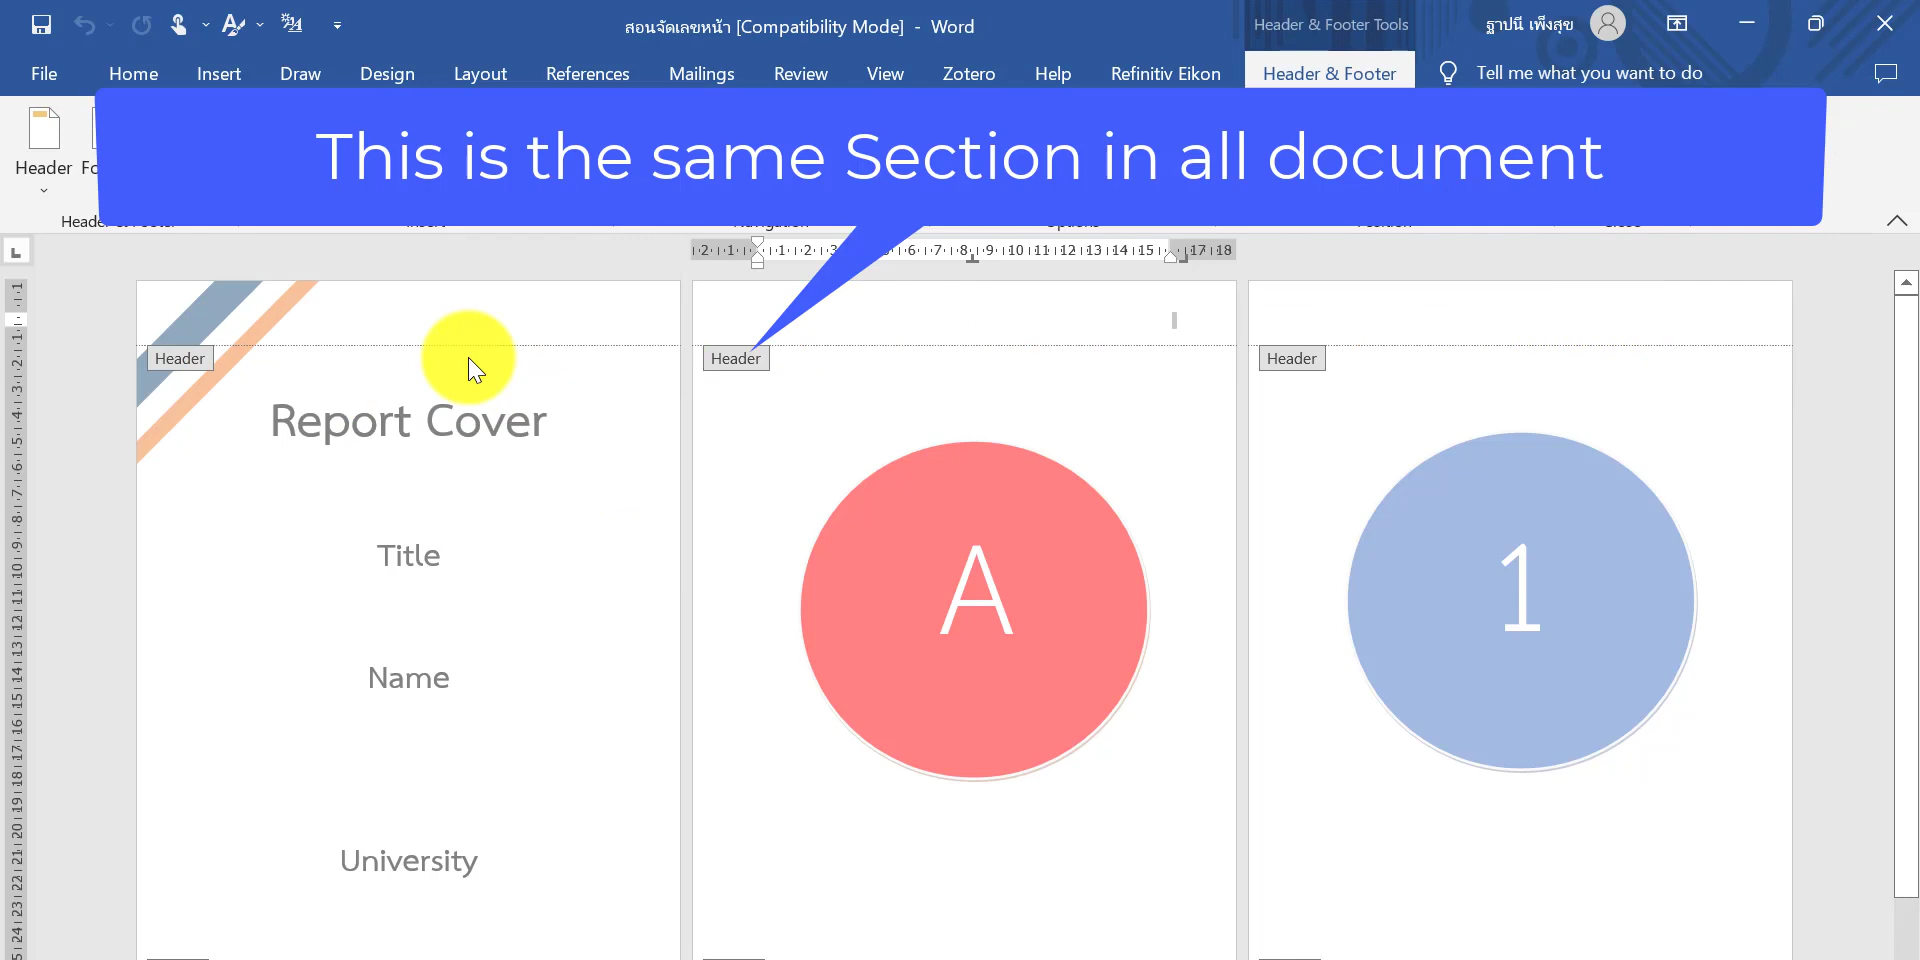 สอนจัดเลขหน้า [Compatibility Mode] - Word
Header & Footer Tools
ฐาปนี เพ็งสุข
File Home Insert Draw Design Layout References Mailings Review View Zotero Help Refinitiv Eikon Header & Footer Tell me what you want to do
This is the same Section in all document
Header
Header
Header
Header
Report Cover
Title
Name
University
A
1